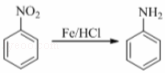 NO₂ Fe/HCl NH₂